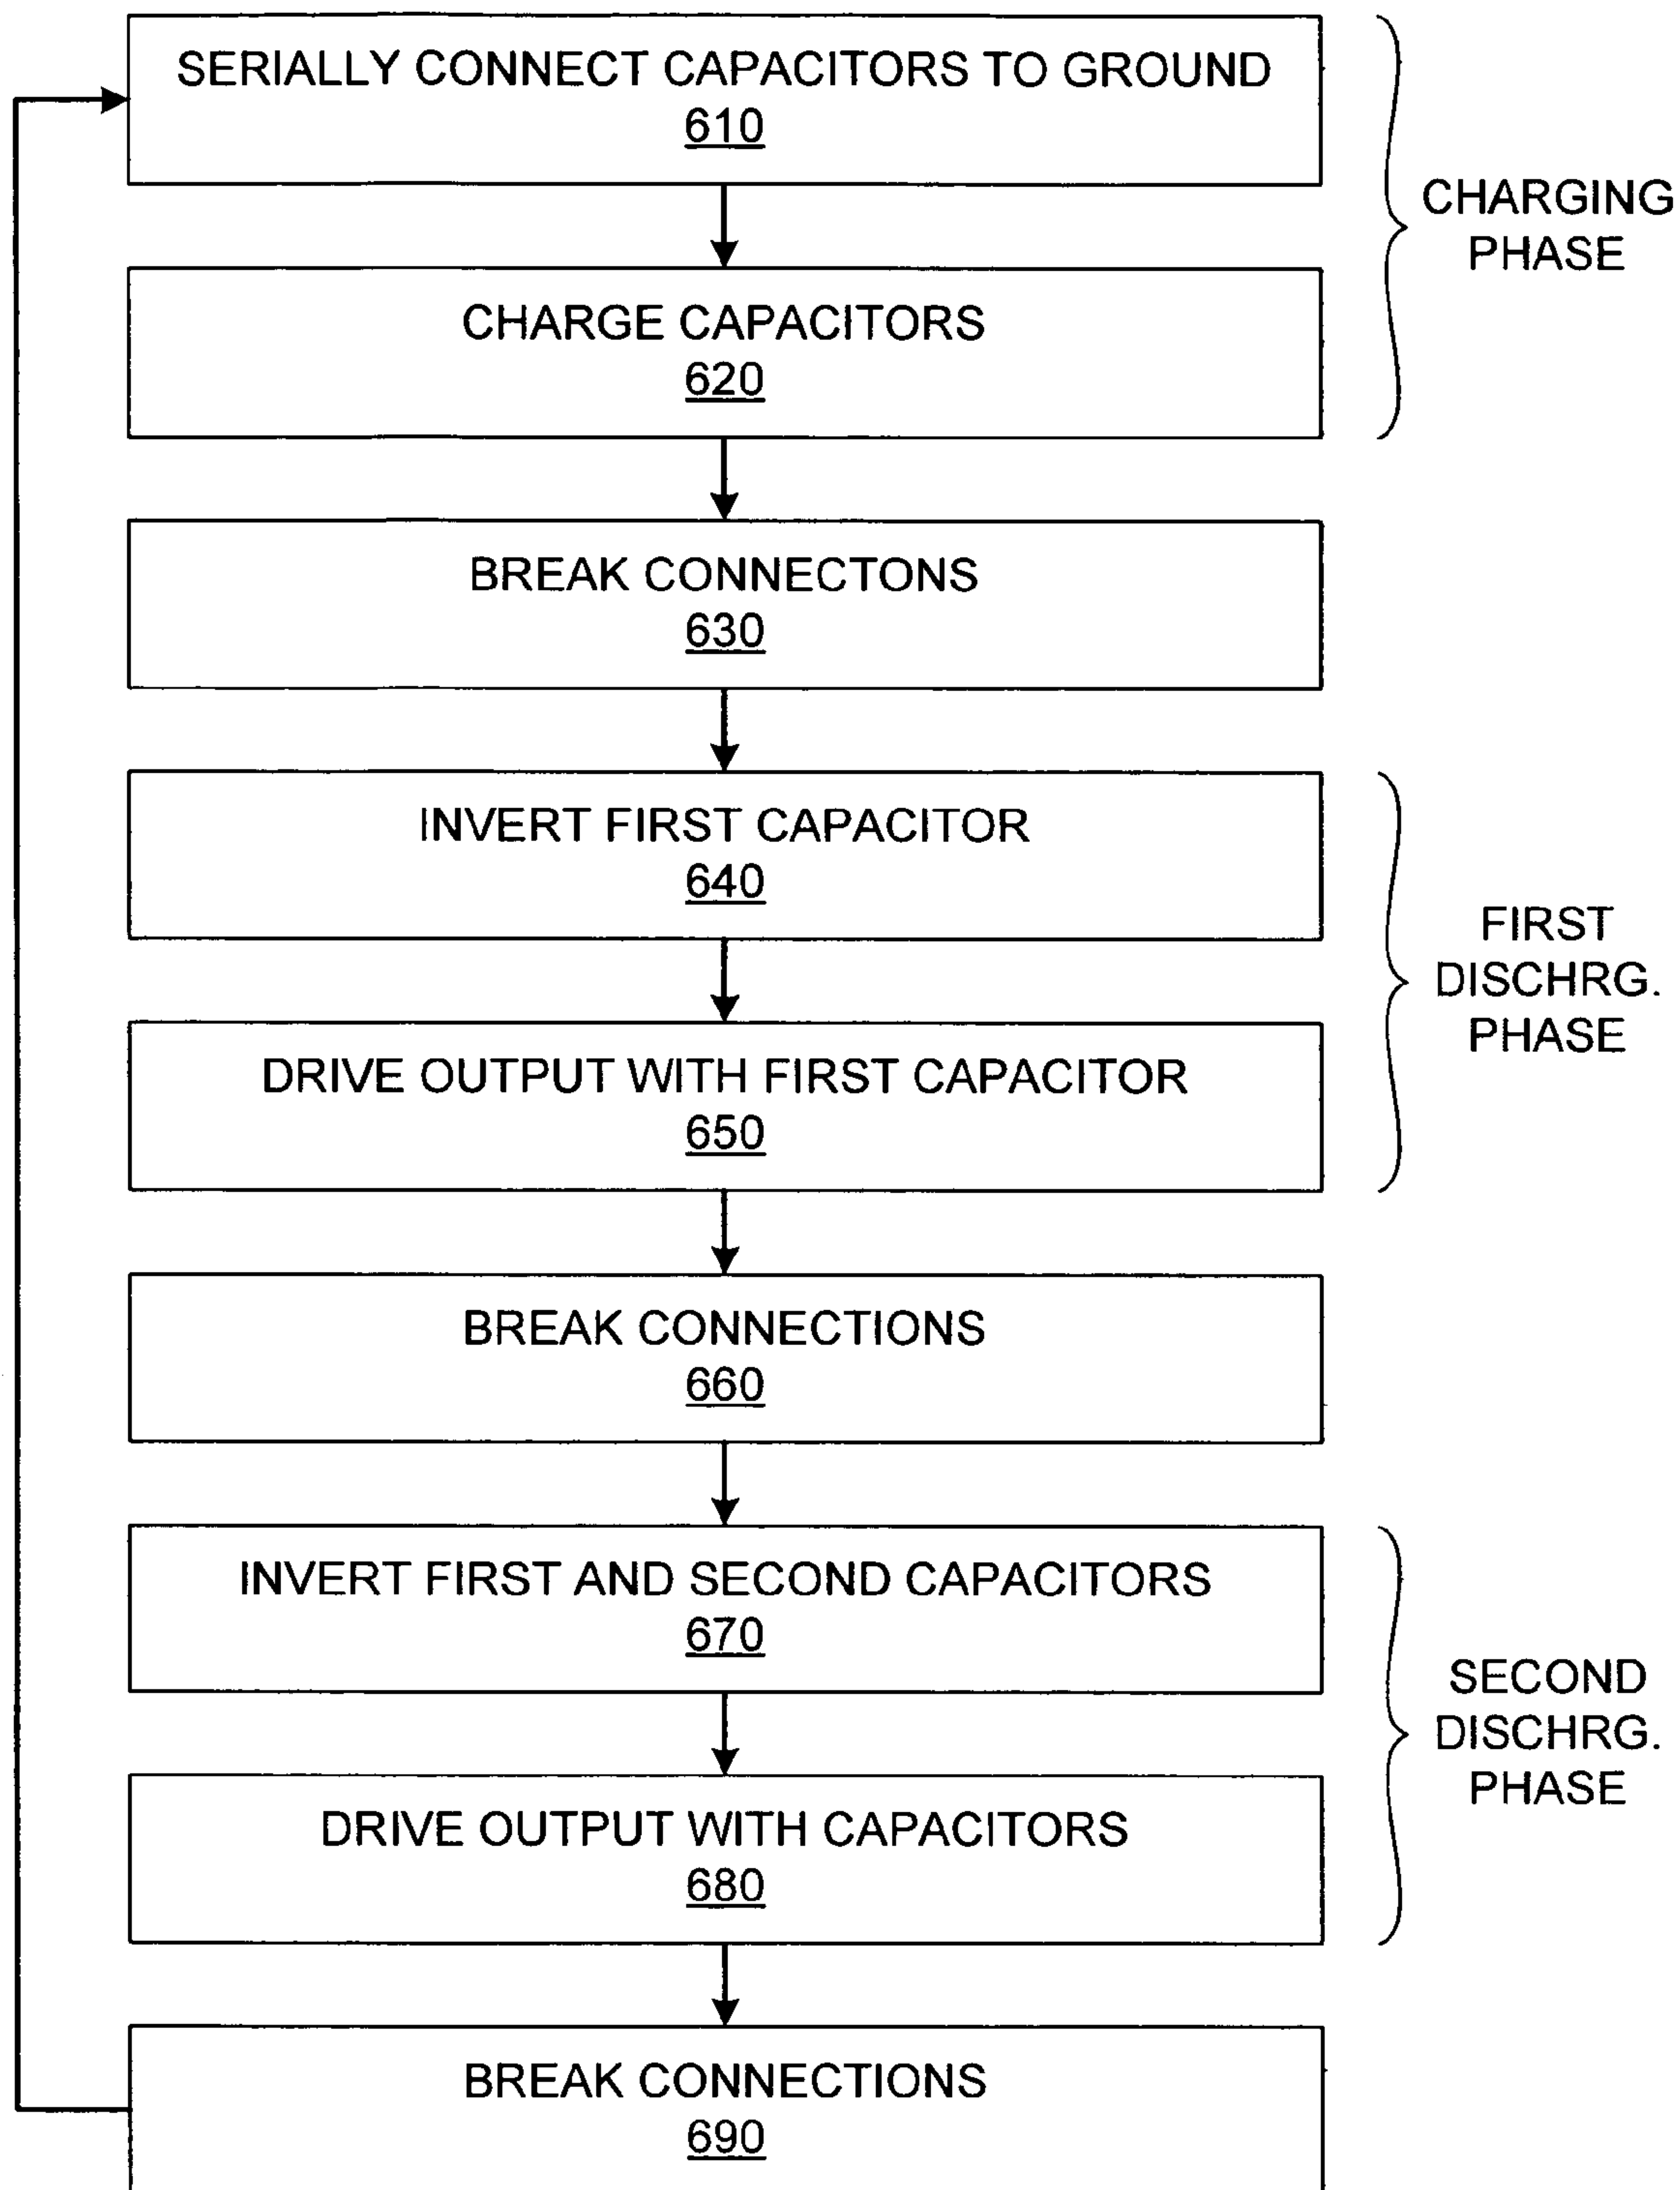 SERIALLY CONNECT CAPACITORS TO GROUND
610
CHARGING
PHASE
CHARGE CAPACITORS
620
BREAK CONNECTONS
630
INVERT FIRST CAPACITOR
640
FIRST
DISCHRG.
PHASE
DRIVE OUTPUT WITH FIRST CAPACITOR
650
BREAK CONNECTIONS
660
INVERT FIRST AND SECOND CAPACITORS
670
SECOND
DISCHRG.
PHASE
DRIVE OUTPUT WITH CAPACITORS
680
BREAK CONNECTIONS
690